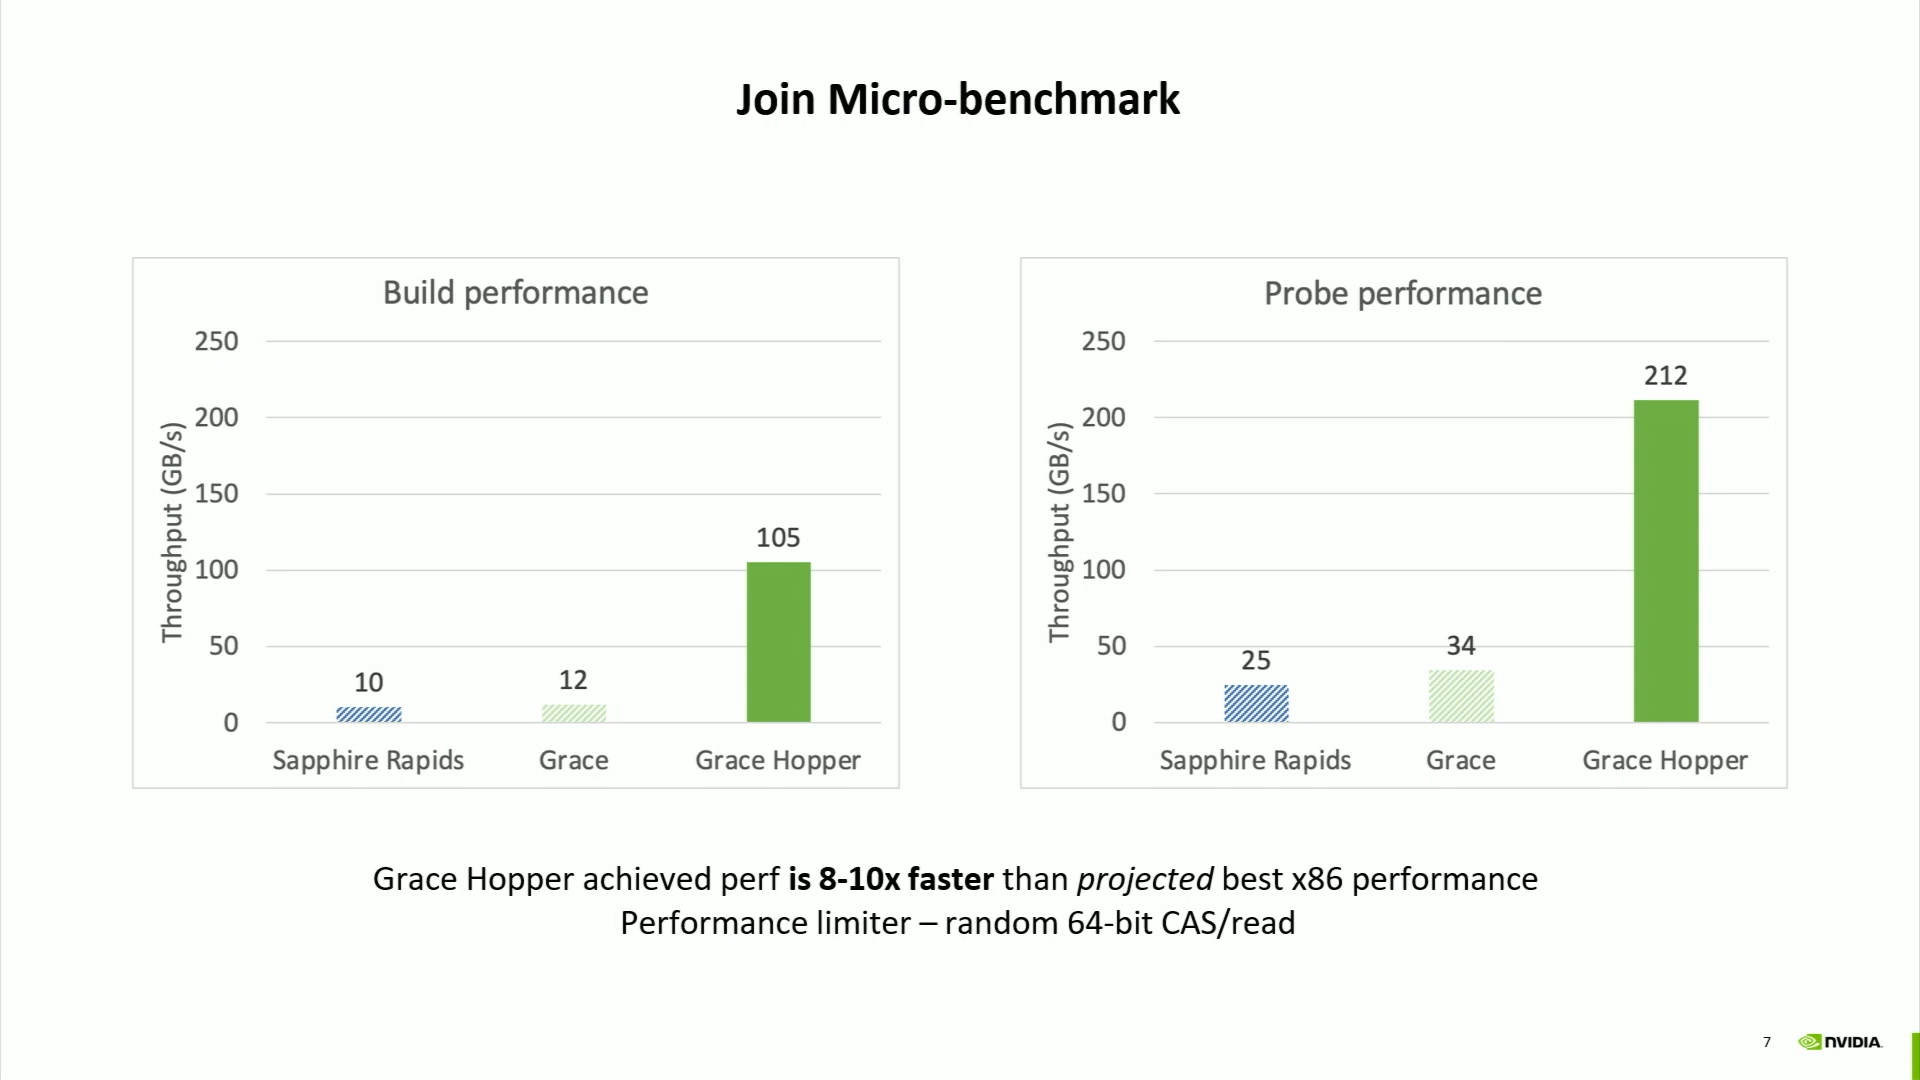 Join Micro-benchmark
Build performance
250
200
150
100
50
0
Throughput (GB/s)
10
12
105
Sapphire Rapids
Grace
Grace Hopper
Probe performance
250
200
150
100
50
0
Throughput (GB/s)
25
34
212
Sapphire Rapids
Grace
Grace Hopper
Grace Hopper achieved perf is 8-10x faster than projected best x86 performance
Performance limiter – random 64-bit CAS/read
7
NVIDIA